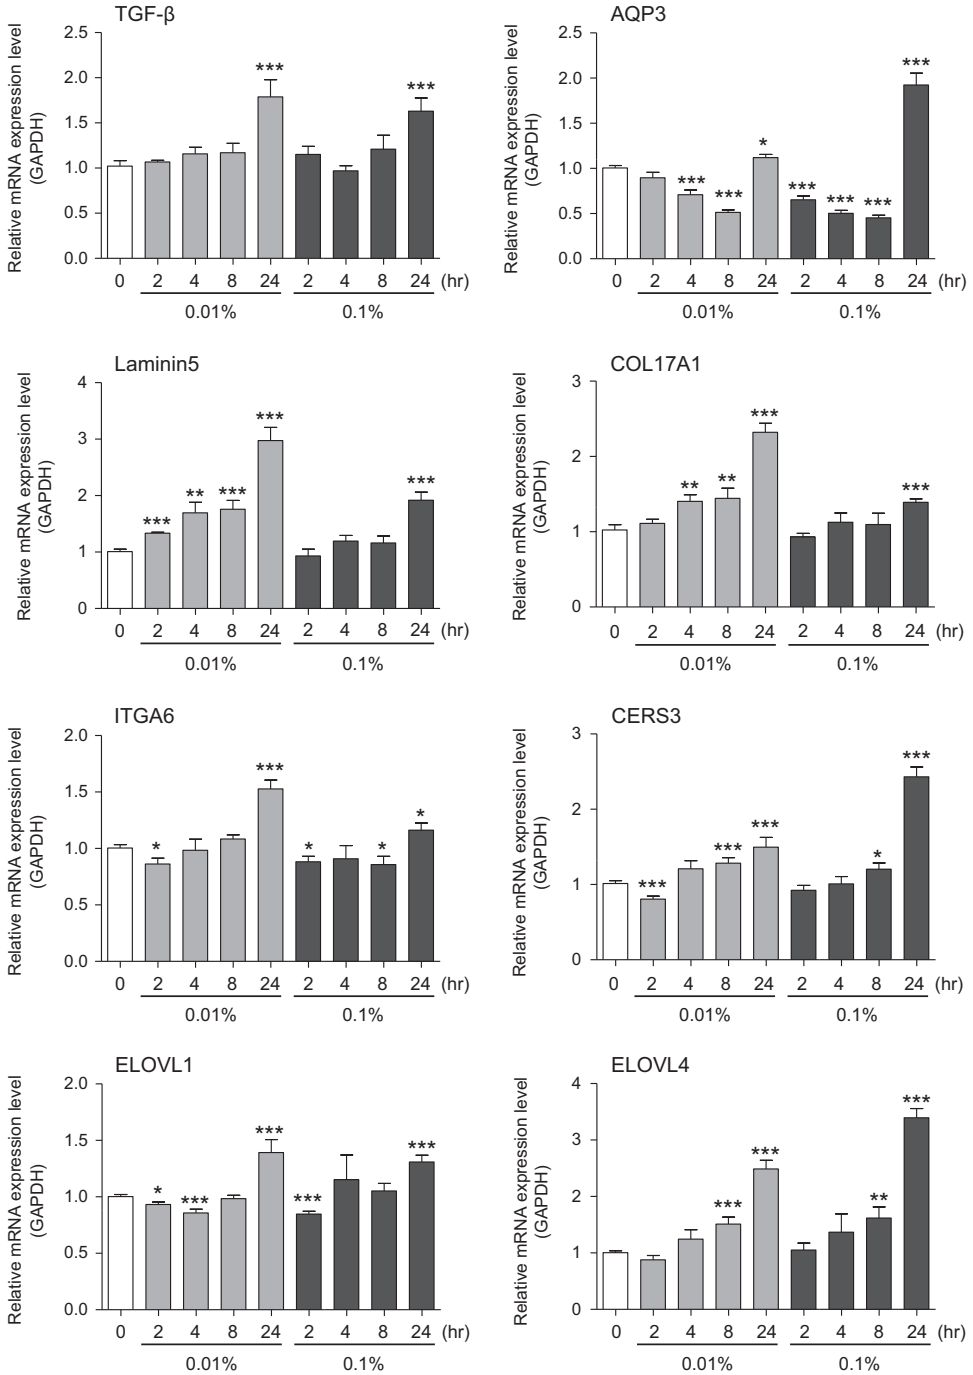 TGF-β
Relative mRNA expression level
(GAPDH)
2.5
2.0
1.5
1.0
0.5
0.0
***
***
0 2 4 8 24 2 4 8 24 (hr)
0.01% 0.1%
AQP3
Relative mRNA expression level
(GAPDH)
2.5
2.0
1.5
1.0
0.5
0.0
*** *** * *** *** *** ***
0 2 4 8 24 2 4 8 24 (hr)
0.01% 0.1%
Laminin5
Relative mRNA expression level
(GAPDH)
4
3
2
1
0
*** ** *** *** ***
0 2 4 8 24 2 4 8 24 (hr)
0.01% 0.1%
COL17A1
Relative mRNA expression level
(GAPDH)
3
2
1
0
** ** *** ***
0 2 4 8 24 2 4 8 24 (hr)
0.01% 0.1%
ITGA6
Relative mRNA expression level
(GAPDH)
2.0
1.5
1.0
0.5
0.0
* *** * * *
0 2 4 8 24 2 4 8 24 (hr)
0.01% 0.1%
CERS3
Relative mRNA expression level
(GAPDH)
3
2
1
0
*** *** *** * ***
0 2 4 8 24 2 4 8 24 (hr)
0.01% 0.1%
ELOVL1
Relative mRNA expression level
(GAPDH)
2.0
1.5
1.0
0.5
0.0
* *** *** *** ***
0 2 4 8 24 2 4 8 24 (hr)
0.01% 0.1%
ELOVL4
Relative mRNA expression level
(GAPDH)
4
3
2
1
0
*** *** ** ***
0 2 4 8 24 2 4 8 24 (hr)
0.01% 0.1%